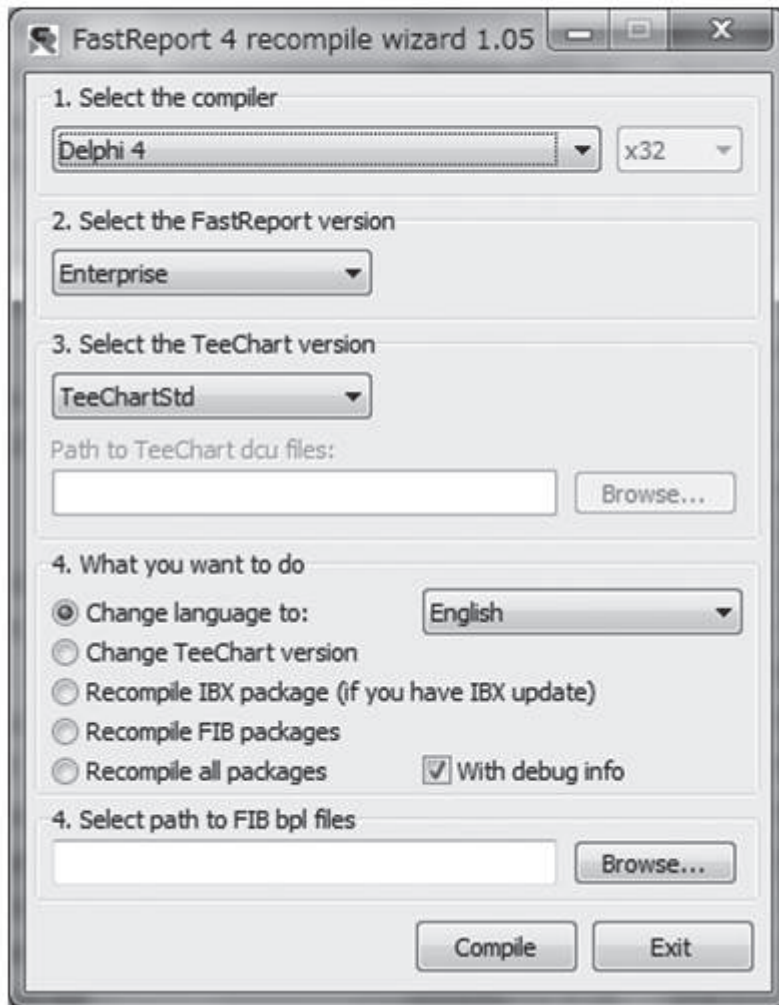 FastReport 4 recompile wizard 1.05
1. Select the compiler
Delphi 4 x32
2. Select the FastReport version
Enterprise
3. Select the TeeChart version
TeeChartStd
Path to TeeChart dcu files:
Browse...
4. What you want to do
Change language to: English
Change TeeChart version
Recompile IBX package (if you have IBX update)
Recompile FIB packages
Recompile all packages With debug info
4. Select path to FIB bpl files
Browse...
Compile Exit